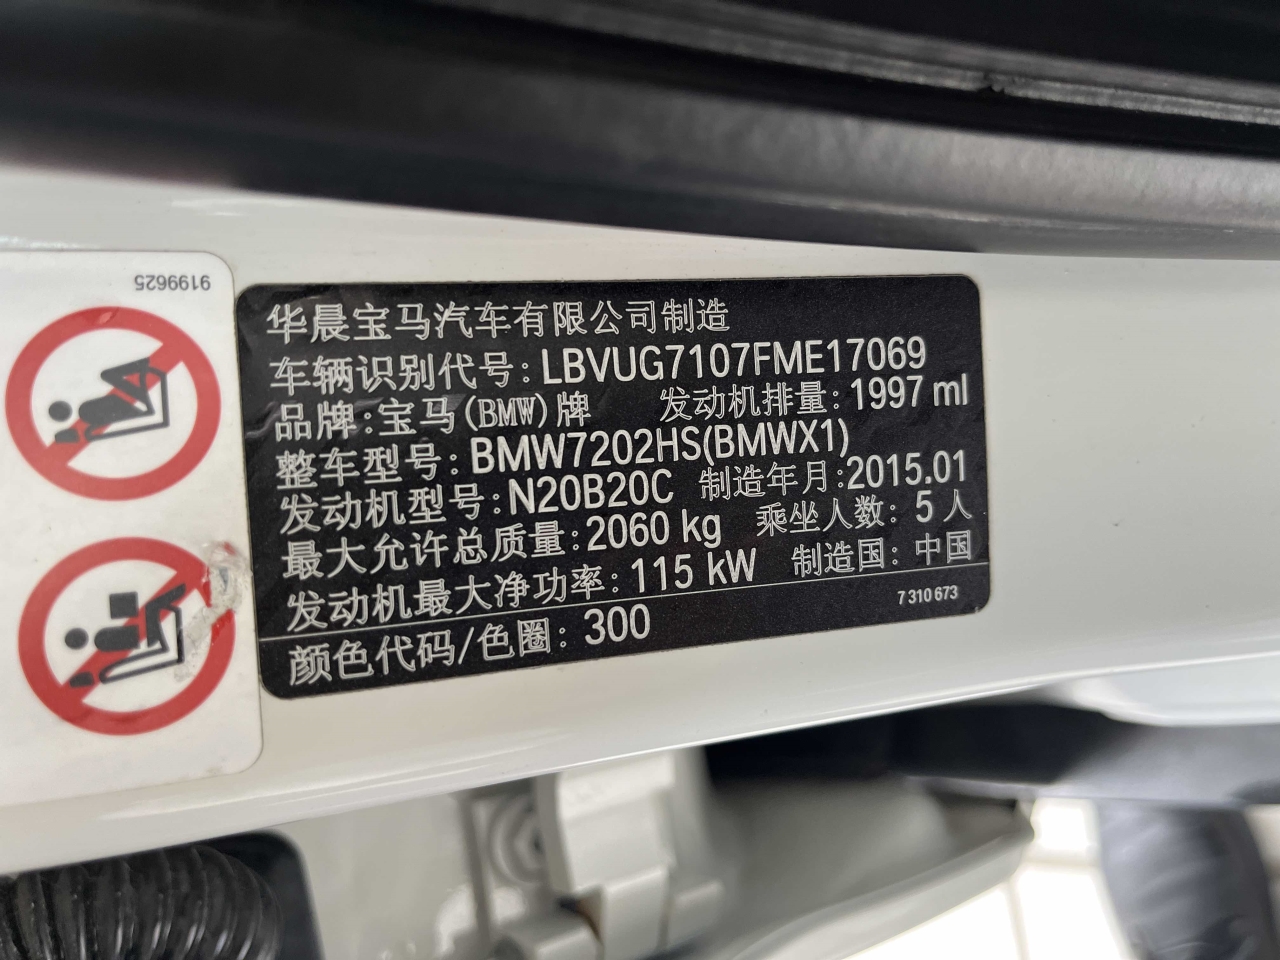 9199625
华晨宝马汽车有限公司制造
车辆识别代号: LBVUG7107FME17069
品牌:宝马(BMW)牌 发动机排量: 1997 ml
整车型号: BMW7202HS(BMWX1)
发动机型号: N20B20C 制造年月:2015.01
最大允许总质量:2060 kg 乘坐人数: 5 人
发动机最大净功率: 115 kW 制造国: 中国
颜色代码/色圈: 300
7 310 673